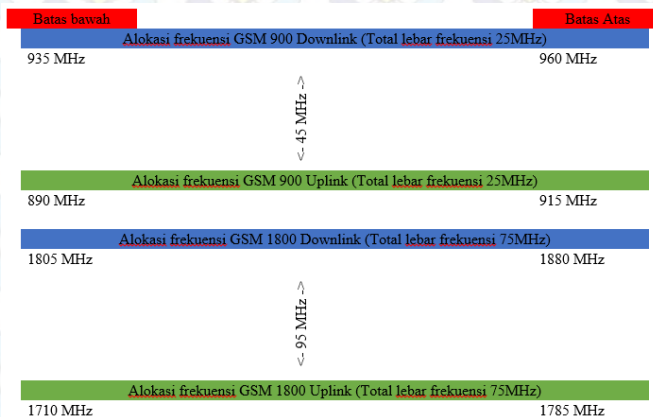 Batas bawah Batas Atas
Alokasi frekuensi GSM 900 Downlink (Total lebar frekuensi 25MHz)
935 MHz 960 MHz
<- 45 MHz ->
Alokasi frekuensi GSM 900 Uplink (Total lebar frekuensi 25MHz)
890 MHz 915 MHz
Alokasi frekuensi GSM 1800 Downlink (Total lebar frekuensi 75MHz)
1805 MHz 1880 MHz
<- 95 MHz ->
Alokasi frekuensi GSM 1800 Uplink (Total lebar frekuensi 75MHz)
1710 MHz 1785 MHz